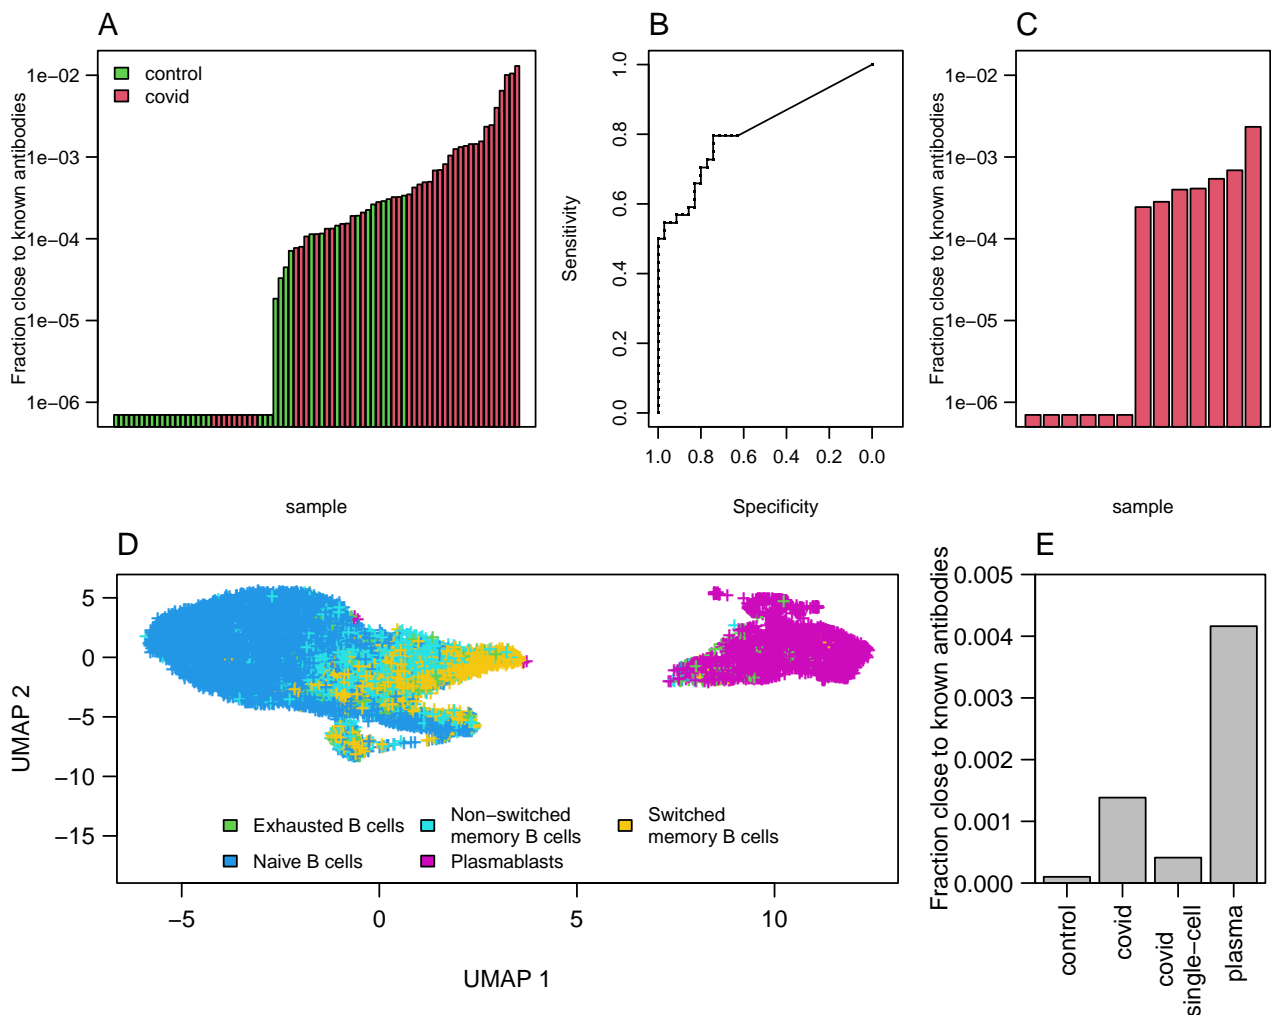 A
Fraction close to known antibodies
1e−02
1e−03
1e−04
1e−05
1e−06
control
covid
sample
B
Sensitivity
1.0
0.8
0.6
0.4
0.2
0.0
1.0 0.8 0.6 0.4 0.2 0.0
Specificity
C
Fraction close to known antibodies
1e−02
1e−03
1e−04
1e−05
1e−06
sample
D
UMAP 2
5
0
−5
−10
−15
Exhausted B cells
Naive B cells
Non−switched
memory B cells
Plasmablasts
Switched
memory B cells
−5 0 5 10
UMAP 1
E
Fraction close to known antibodies
0.005
0.004
0.003
0.002
0.001
0.000
control
covid
covid
single−cell
plasma